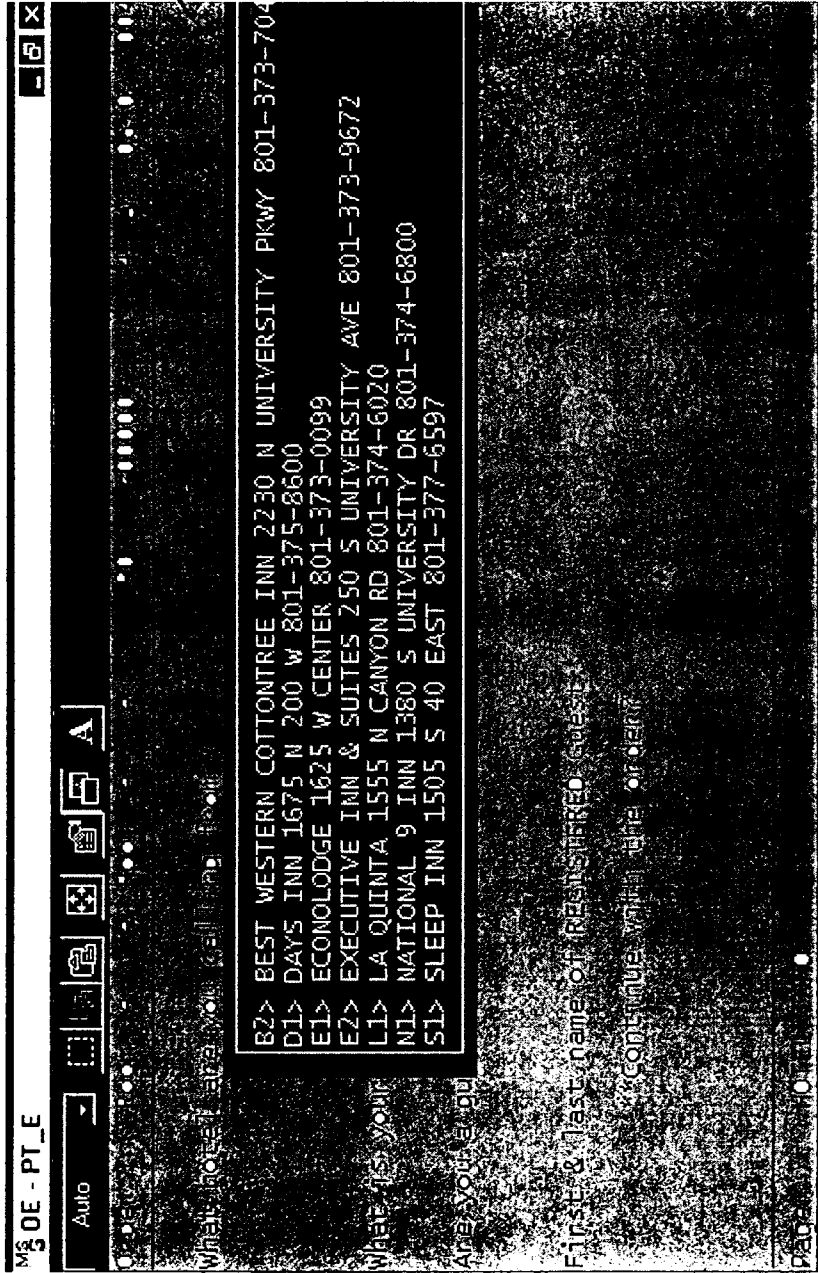 MS OE - PT_E
Auto
A
What hotel are you calling from
B2> BEST WESTERN COTTONTREE INN 2230 N UNIVERSITY PKWY 801-373-704
D1> DAYS INN 1675 N 200 W 801-375-8600
E1> ECONOLODGE 1625 W CENTER 801-373-0099
E2> EXECUTIVE INN & SUITES 250 S UNIVERSITY AVE 801-373-9672
L1> LA QUINTA 1555 N CANYON RD 801-374-6020
N1> NATIONAL 9 INN 1380 S UNIVERSITY DR 801-374-6800
S1> SLEEP INN 1505 S 40 EAST 801-377-6597
What is your
Are you a gu
First & last name of REGISTERED guest
Continue with the order
Page